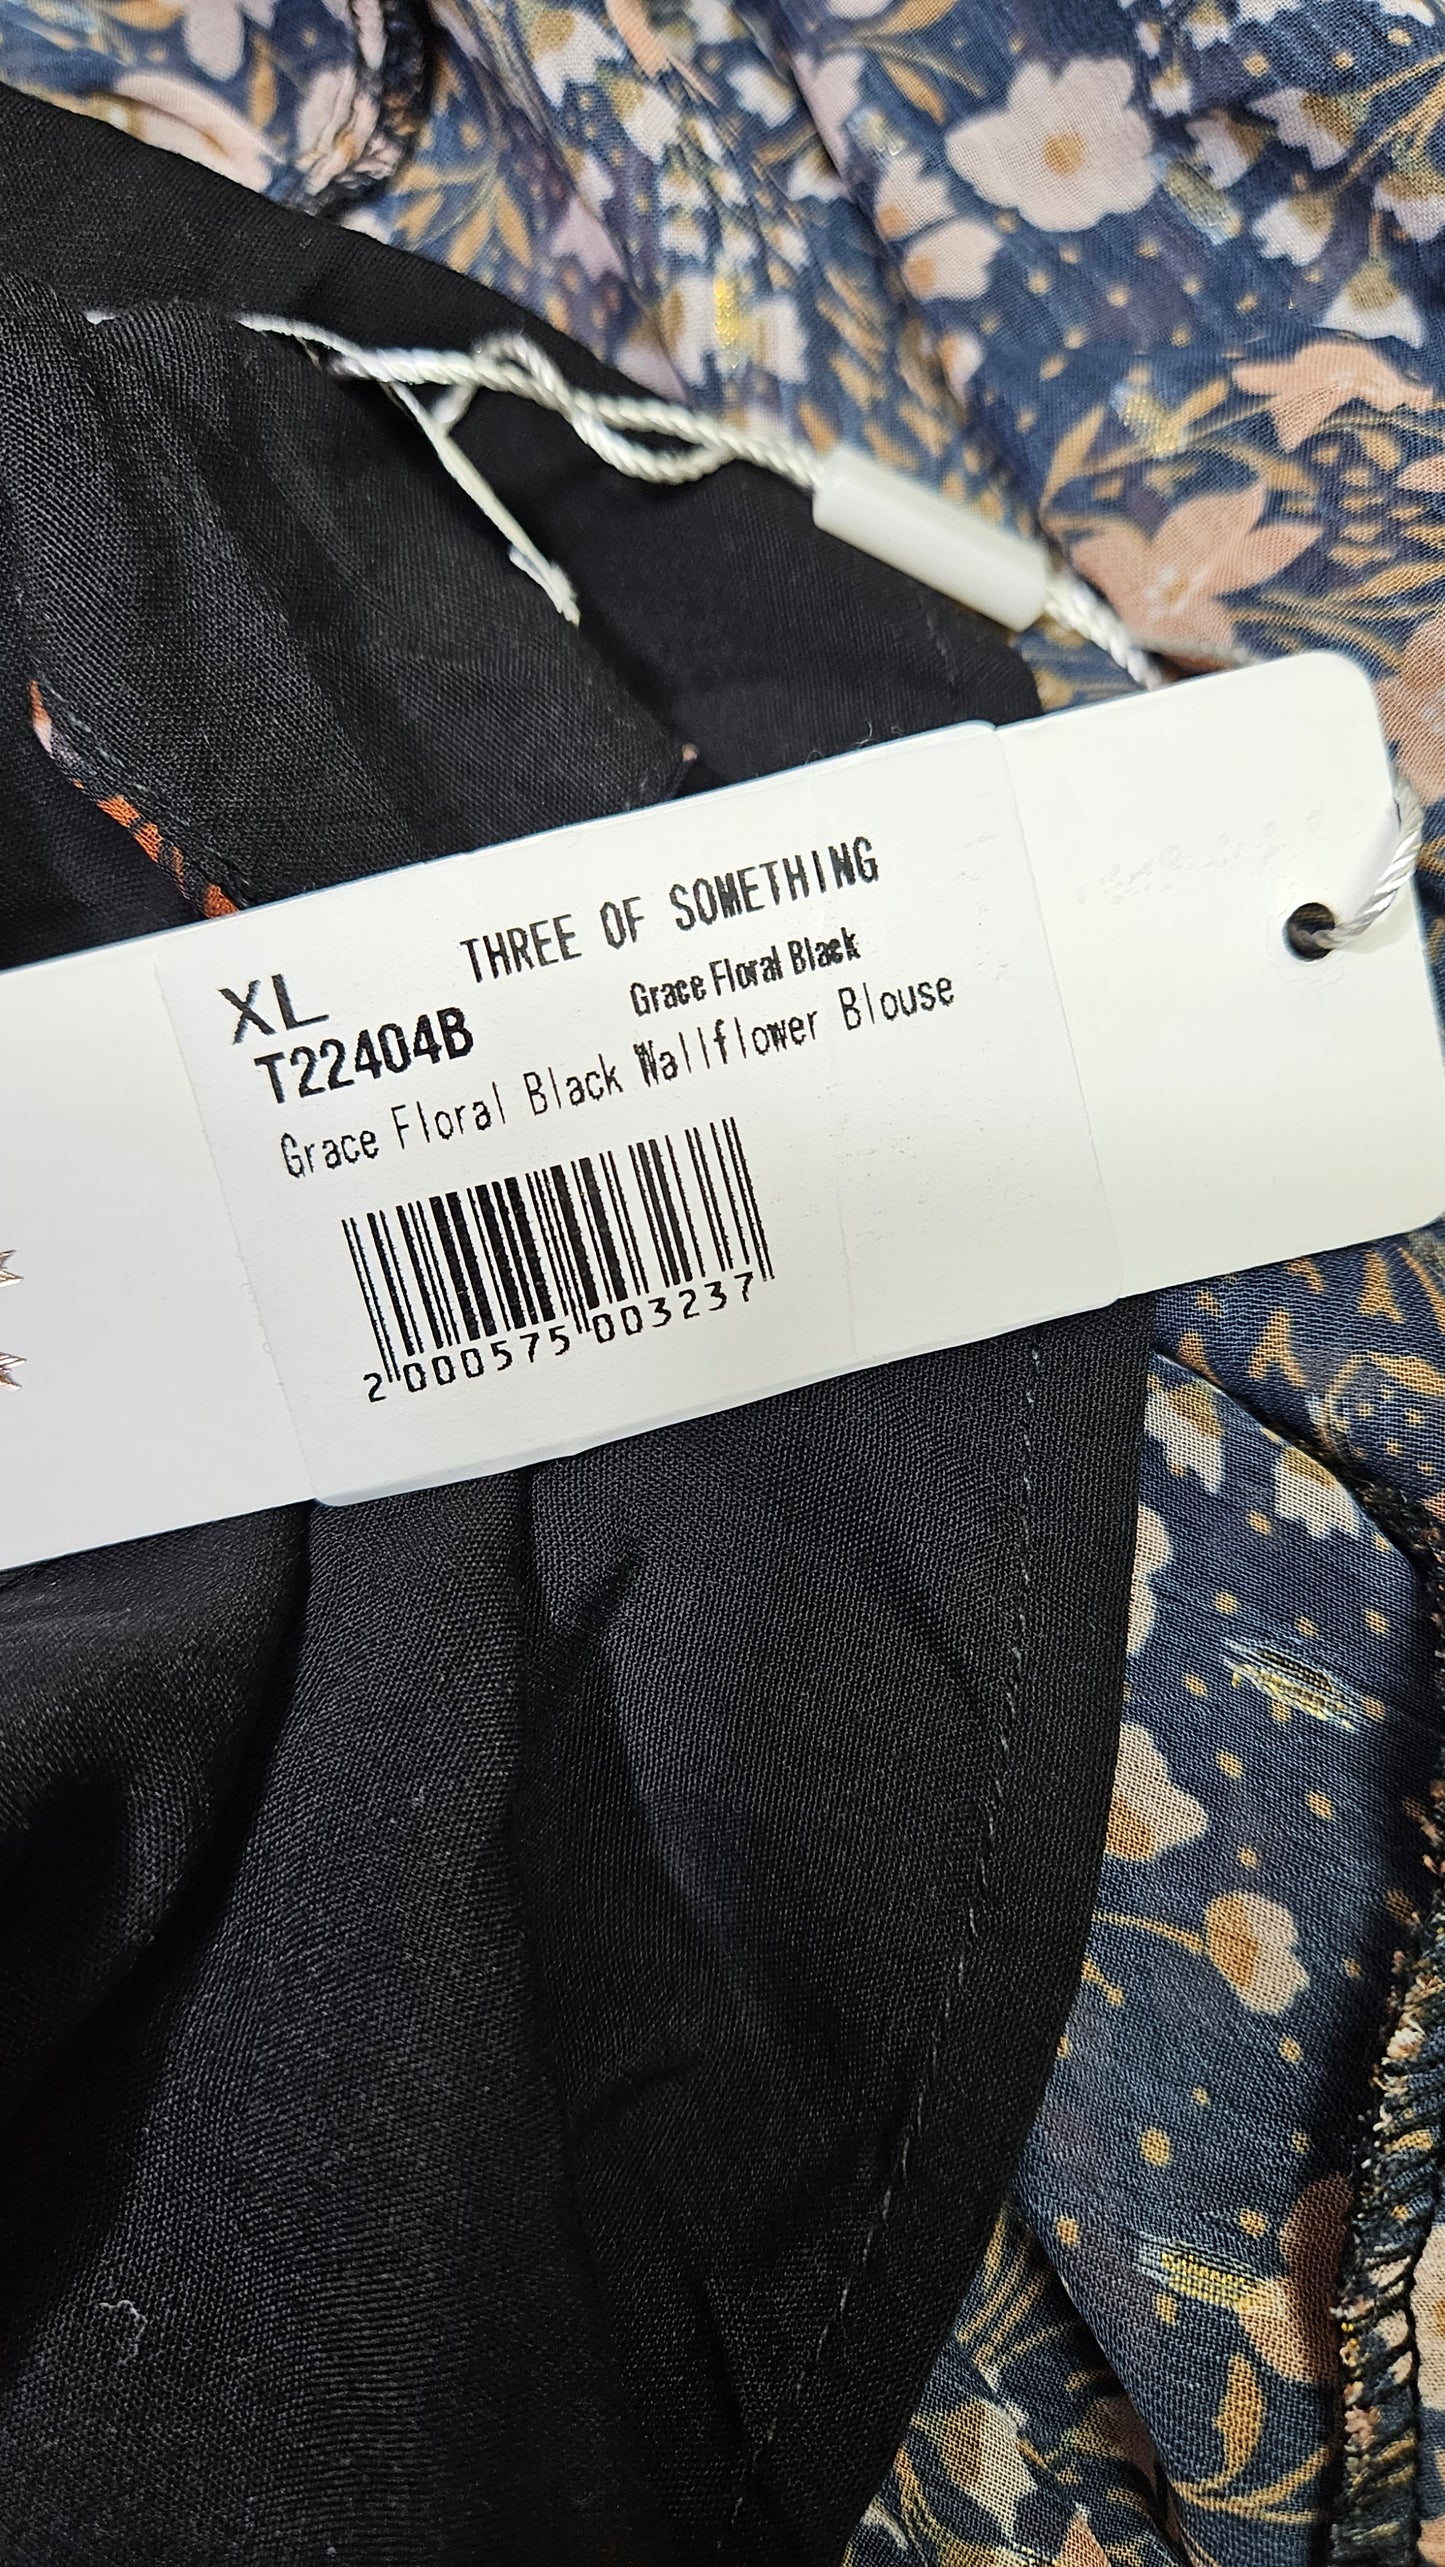 THREE OF SOMETHING
XL
Grace Floral Black
T22404B
Grace Floral Black Wallflower Blouse
2 000575 003237